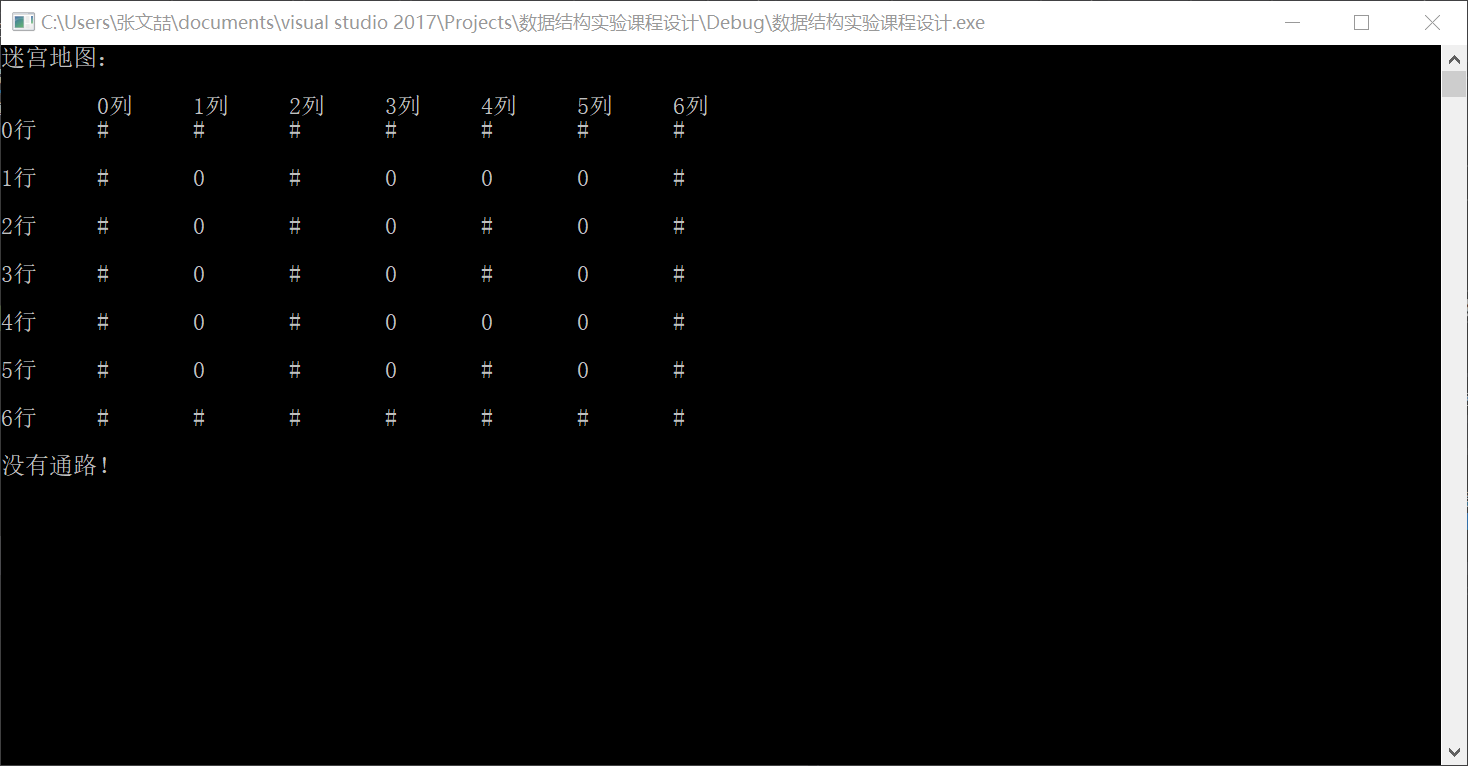 C:\Users\张文喆\documents\visual studio 2017\Projects\数据结构实验课程设计\Debug\数据结构实验课程设计.exe
迷宫地图:
0列 1列 2列 3列 4列 5列 6列
0行 # # # # # # #
1行 # 0 # 0 0 0 #
2行 # 0 # 0 # 0 #
3行 # 0 # 0 # 0 #
4行 # 0 # 0 0 0 #
5行 # 0 # 0 # 0 #
6行 # # # # # # #
没有通路!